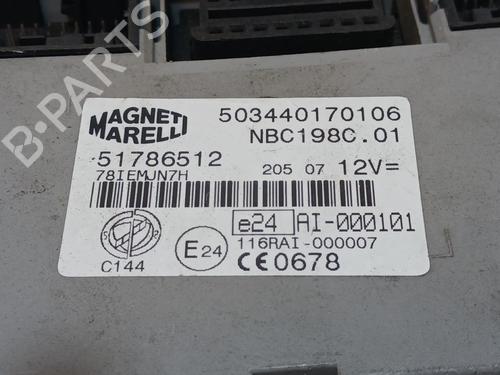 MAGNETI MARELLI
503440170106
NBC198C.01
51786512
78IEMJN7H
205 07 12V=
e24 AI-000101
116RAI-000007
E24
C144
CE0678
B-PARTS